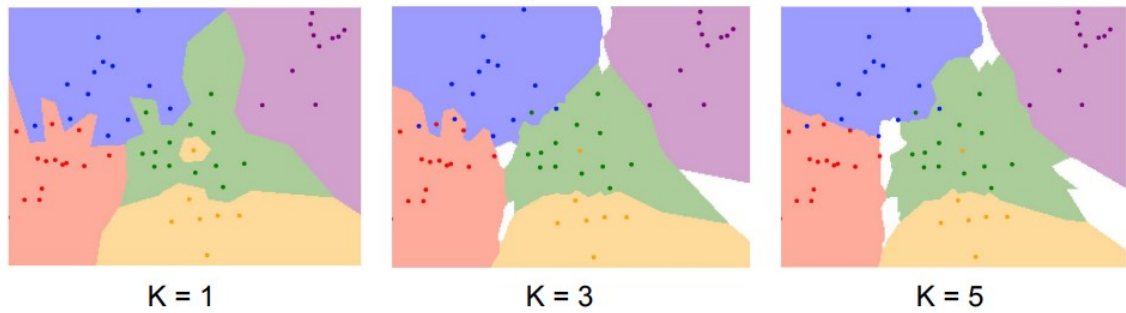 K = 1
K = 3
K = 5